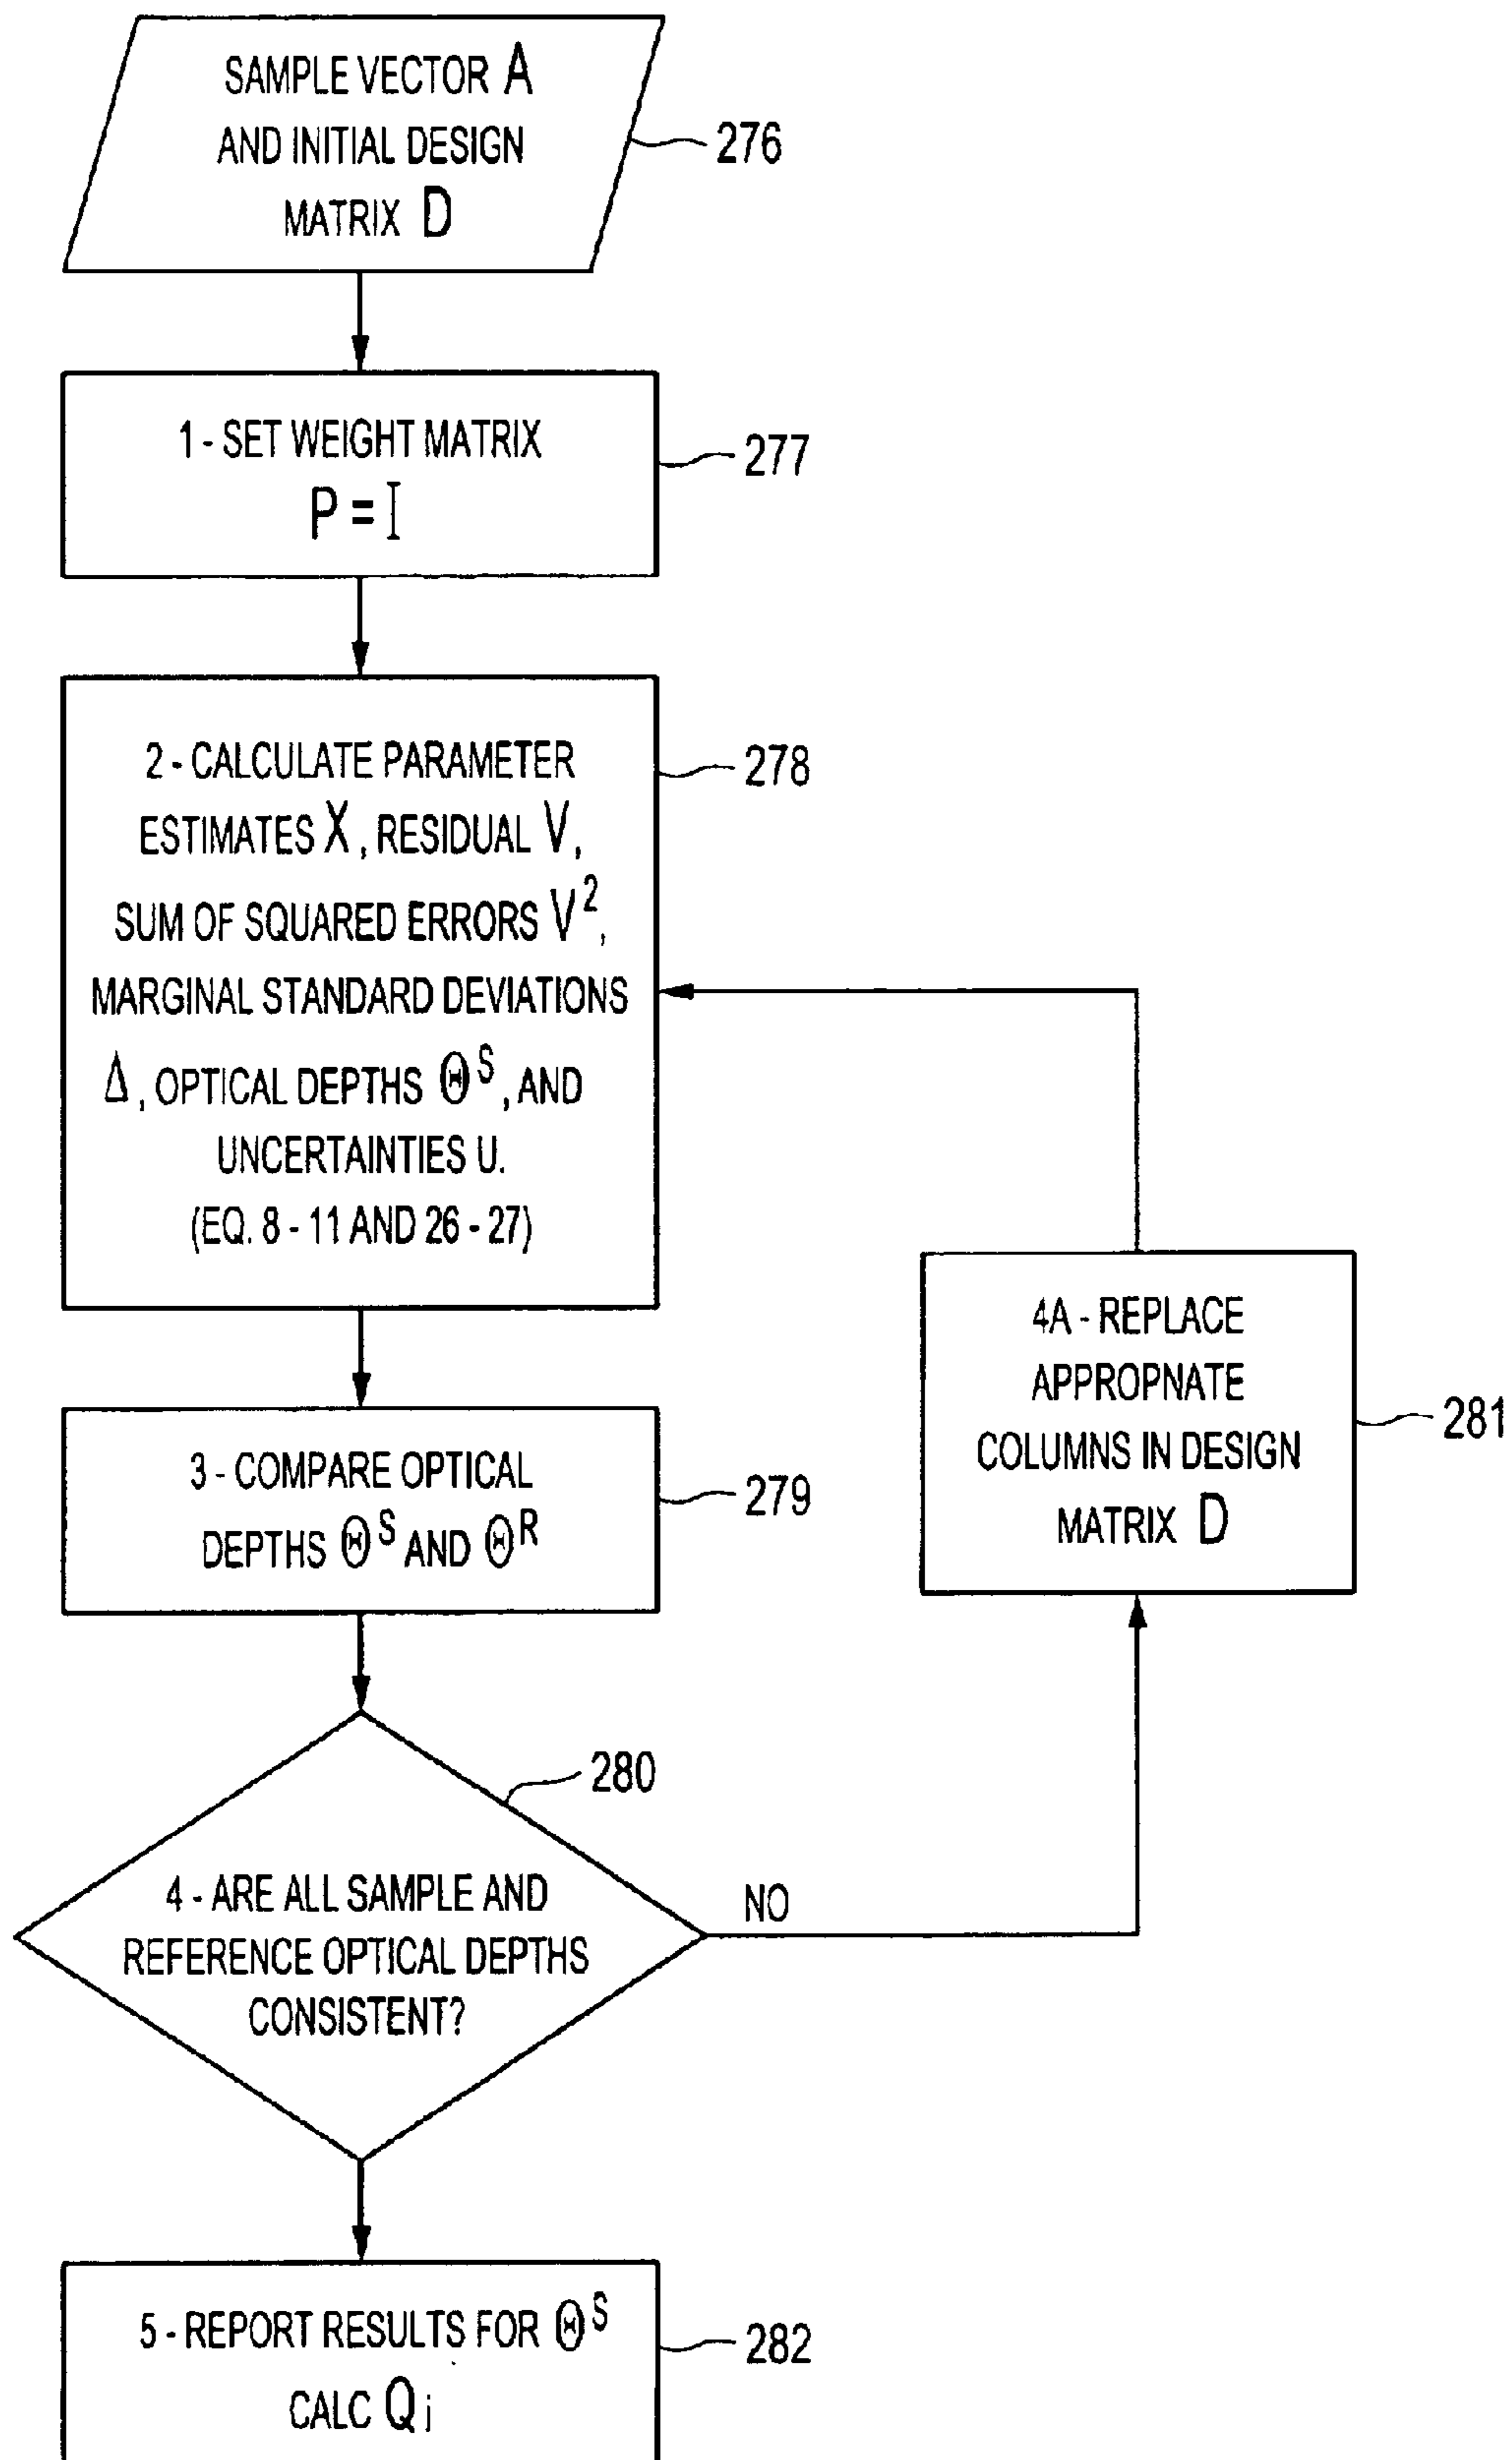 SAMPLE VECTOR A
AND INITIAL DESIGN
MATRIX D
276
1 - SET WEIGHT MATRIX
P = I
277
2 - CALCULATE PARAMETER
ESTIMATES X, RESIDUAL V,
SUM OF SQUARED ERRORS V²,
MARGINAL STANDARD DEVIATIONS
Δ, OPTICAL DEPTHS Θ^S, AND
UNCERTAINTIES U.
(EQ. 8 - 11 AND 26 - 27)
278
3 - COMPARE OPTICAL
DEPTHS Θ^S AND Θ^R
279
4A - REPLACE
APPROPNATE
COLUMNS IN DESIGN
MATRIX D
281
280
4 - ARE ALL SAMPLE AND
REFERENCE OPTICAL DEPTHS
CONSISTENT?
NO
5 - REPORT RESULTS FOR Θ^S
CALC Q j
282